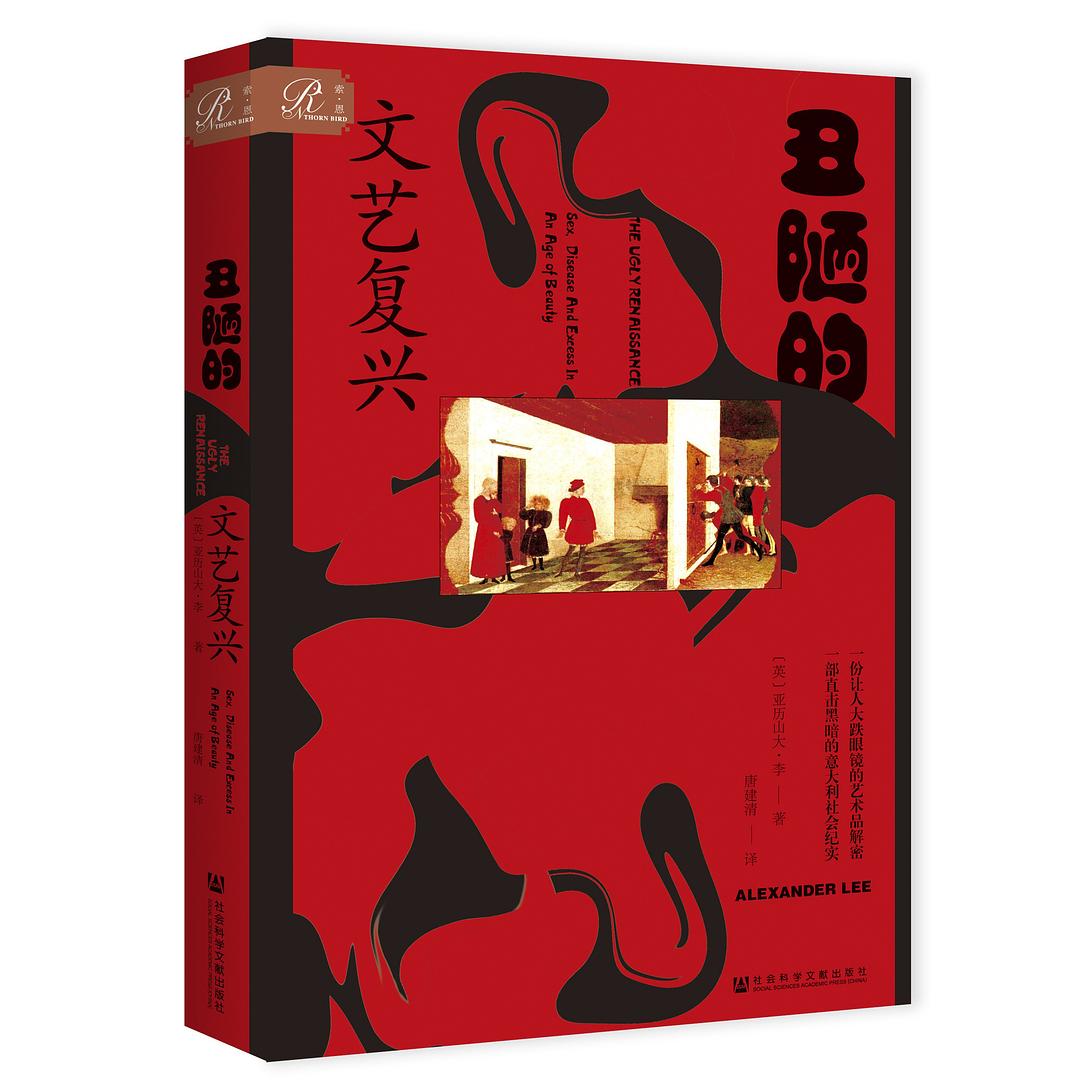 索·恩
THORN BIRD
丑陋的
THE UGLY RENAISSANCE
文艺复兴
〔英〕亚历山大·李 著
Sex, Disease And Excess In
An Age of Beauty
唐建清 译
社会科学文献出版社
SOCIAL SCIENCES ACADEMIC PRESS (CHINA)
索·恩
THORN BIRD
丑陋的
文艺复兴
THE UGLY RENAISSANCE
Sex, Disease And Excess In
An Age of Beauty
一份让人大跌眼镜的艺术品解密
一部直击黑暗的意大利社会纪实
〔英〕亚历山大·李 — 著
唐建清 — 译
ALEXANDER LEE
社会科学文献出版社
SOCIAL SCIENCES ACADEMIC PRESS (CHINA)